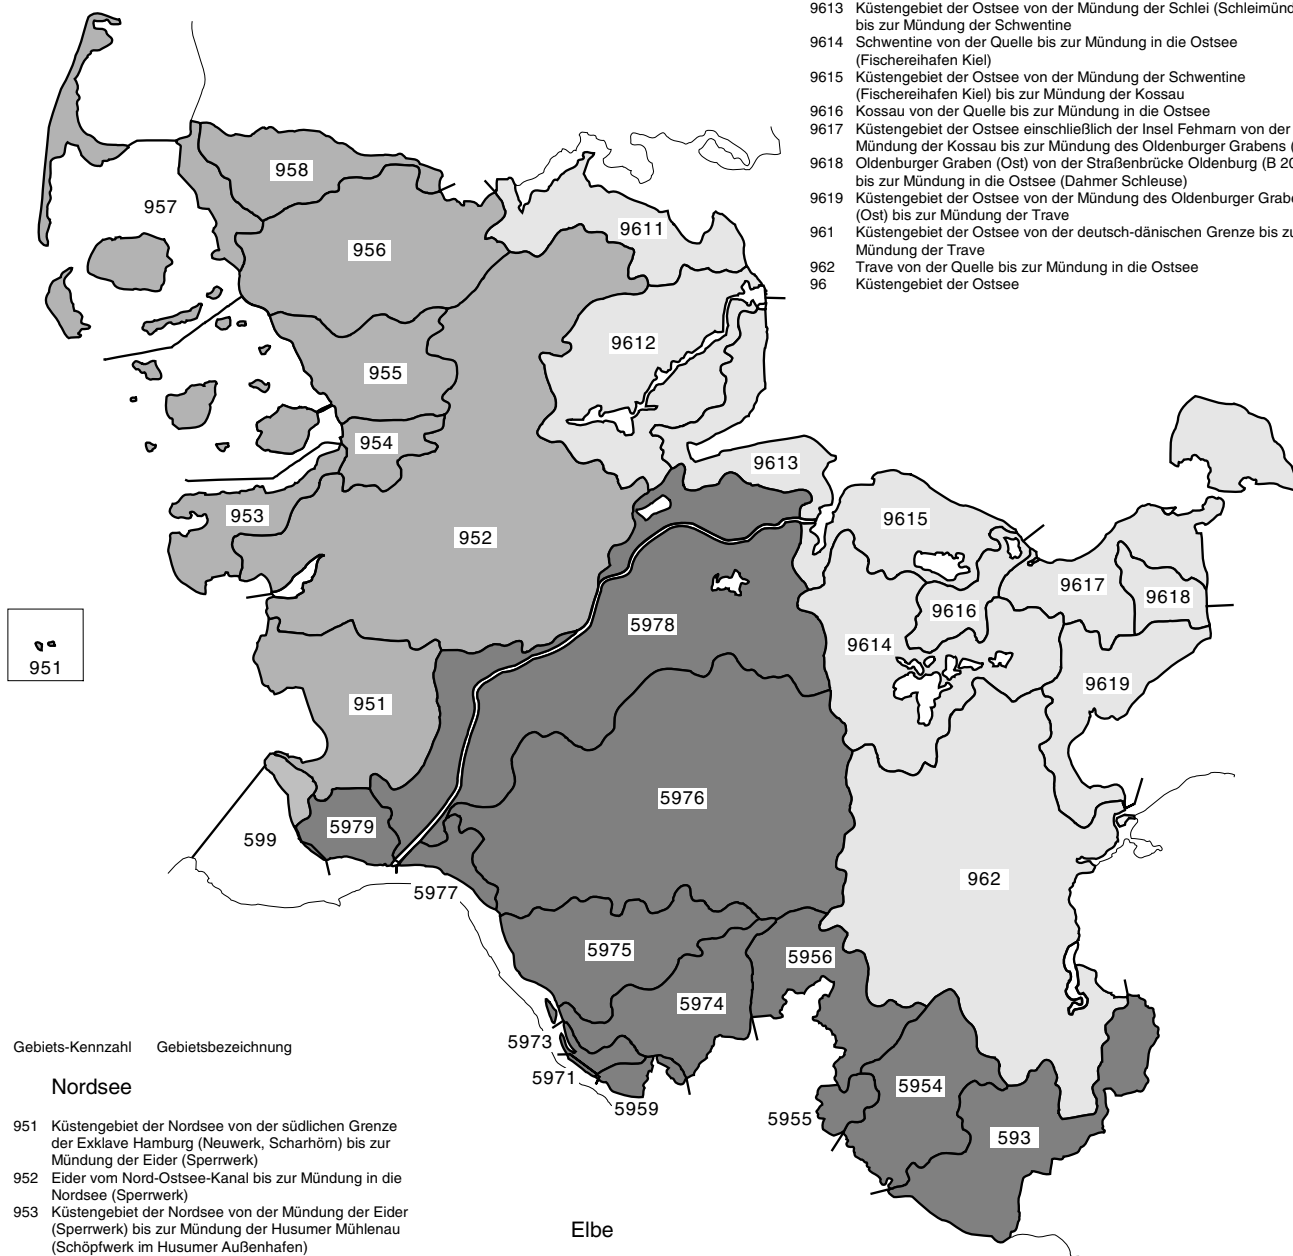 9613 Küstengebiet der Ostsee von der Mündung der Schlei
bis zur Mündung der Schwentine
9614 Schwentine von der Quelle bis zur Mündung in die Ostsee
(Fischereihafen Kiel)
9615 Küstengebiet der Ostsee von der Mündung der Schwentine
(Fischereihafen Kiel) bis zur Mündung der Kossau
9616 Kossau von der Quelle bis zur Mündung in die Ostsee
9617 Küstengebiet der Ostsee einschließlich der Insel Fehmarn von der
Mündung der Kossau bis zur Mündung des Oldenburger Grabens
9618 Oldenburger Graben (Ost) von der Straßenbrücke Oldenburg (B 20
bis zur Mündung in die Ostsee (Dahmer Schleuse)
9619 Küstengebiet der Ostsee von der Mündung des Oldenburger
(Ost) bis zur Mündung der Trave
961 Küstengebiet der Ostsee von der deutsch-dänischen Grenze bis
Mündung der Trave
962 Trave von der Quelle bis zur Mündung in die Ostsee
96 Küstengebiet der Ostsee
958
957
9611
956
9612
955
954
9613
953
9615
952
9617
9618
9616
5978
9614
951
9619
951
5976
5979
599
962
5977
5975
5956
5974
5973
5971
5954
5959
5955
593
Gebiets-Kennzahl Gebietsbezeichnung
Nordsee
951 Küstengebiet der Nordsee von der südlichen Grenze
der Exklave Hamburg (Neuwerk, Scharhörn) bis zur
Mündung der Eider (Sperrwerk)
952 Eider vom Nord-Ostsee-Kanal bis zur Mündung in die
Nordsee (Sperrwerk)
953 Küstengebiet der Nordsee von der Mündung der Eider
(Sperrwerk) bis zur Mündung der Husumer Mühlenau
(Schöpfwerk im Husumer Außenhafen)
Elbe